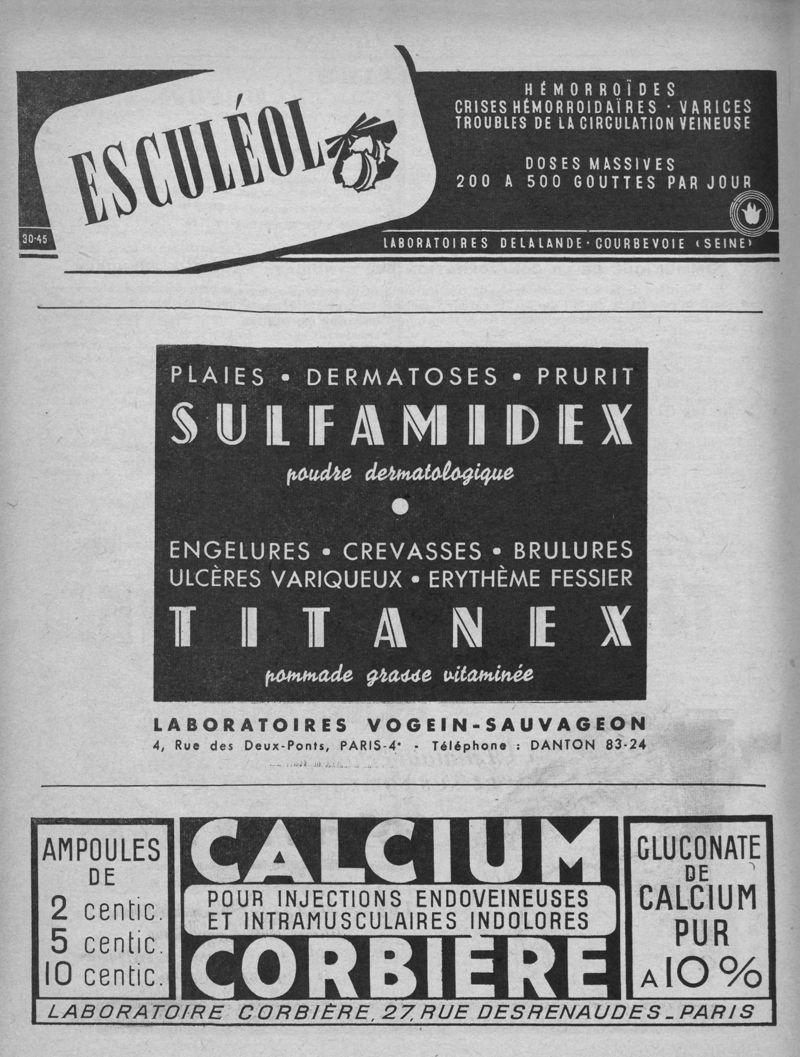 ESCULÉOL
HÉMORROÏDES
CRISES HÉMORROIDAÏRES · VARICES
TROUBLES DE LA CIRCULATION VEINEUSE
DOSES MASSIVES
200 A 500 GOUTTES PAR JOUR
30-45
LABORATOIRES DELALANDE · COURBEVOIE (SEINE)
PLAIES • DERMATOSES • PRURIT
SULFAMIDEX
poudre dermatologique
ENGELURES • CREVASSES • BRULURES
ULCÈRES VARIQUEUX • ERYTHÈME FESSIER
TITANEX
pommade grasse vitaminée
LABORATOIRES VOGEIN-SAUVAGEON
4, Rue des Deux-Ponts, PARIS-4e - Téléphone : DANTON 83-24
AMPOULES
DE
2 centic.
5 centic.
10 centic.
CALCIUM
POUR INJECTIONS ENDOVEINEUSES
ET INTRAMUSCULAIRES INDOLORES
CORBIÈRE
GLUCONATE
DE
CALCIUM
PUR
A 10 %
LABORATOIRE CORBIÈRE, 27, RUE DESRENAUDES - PARIS